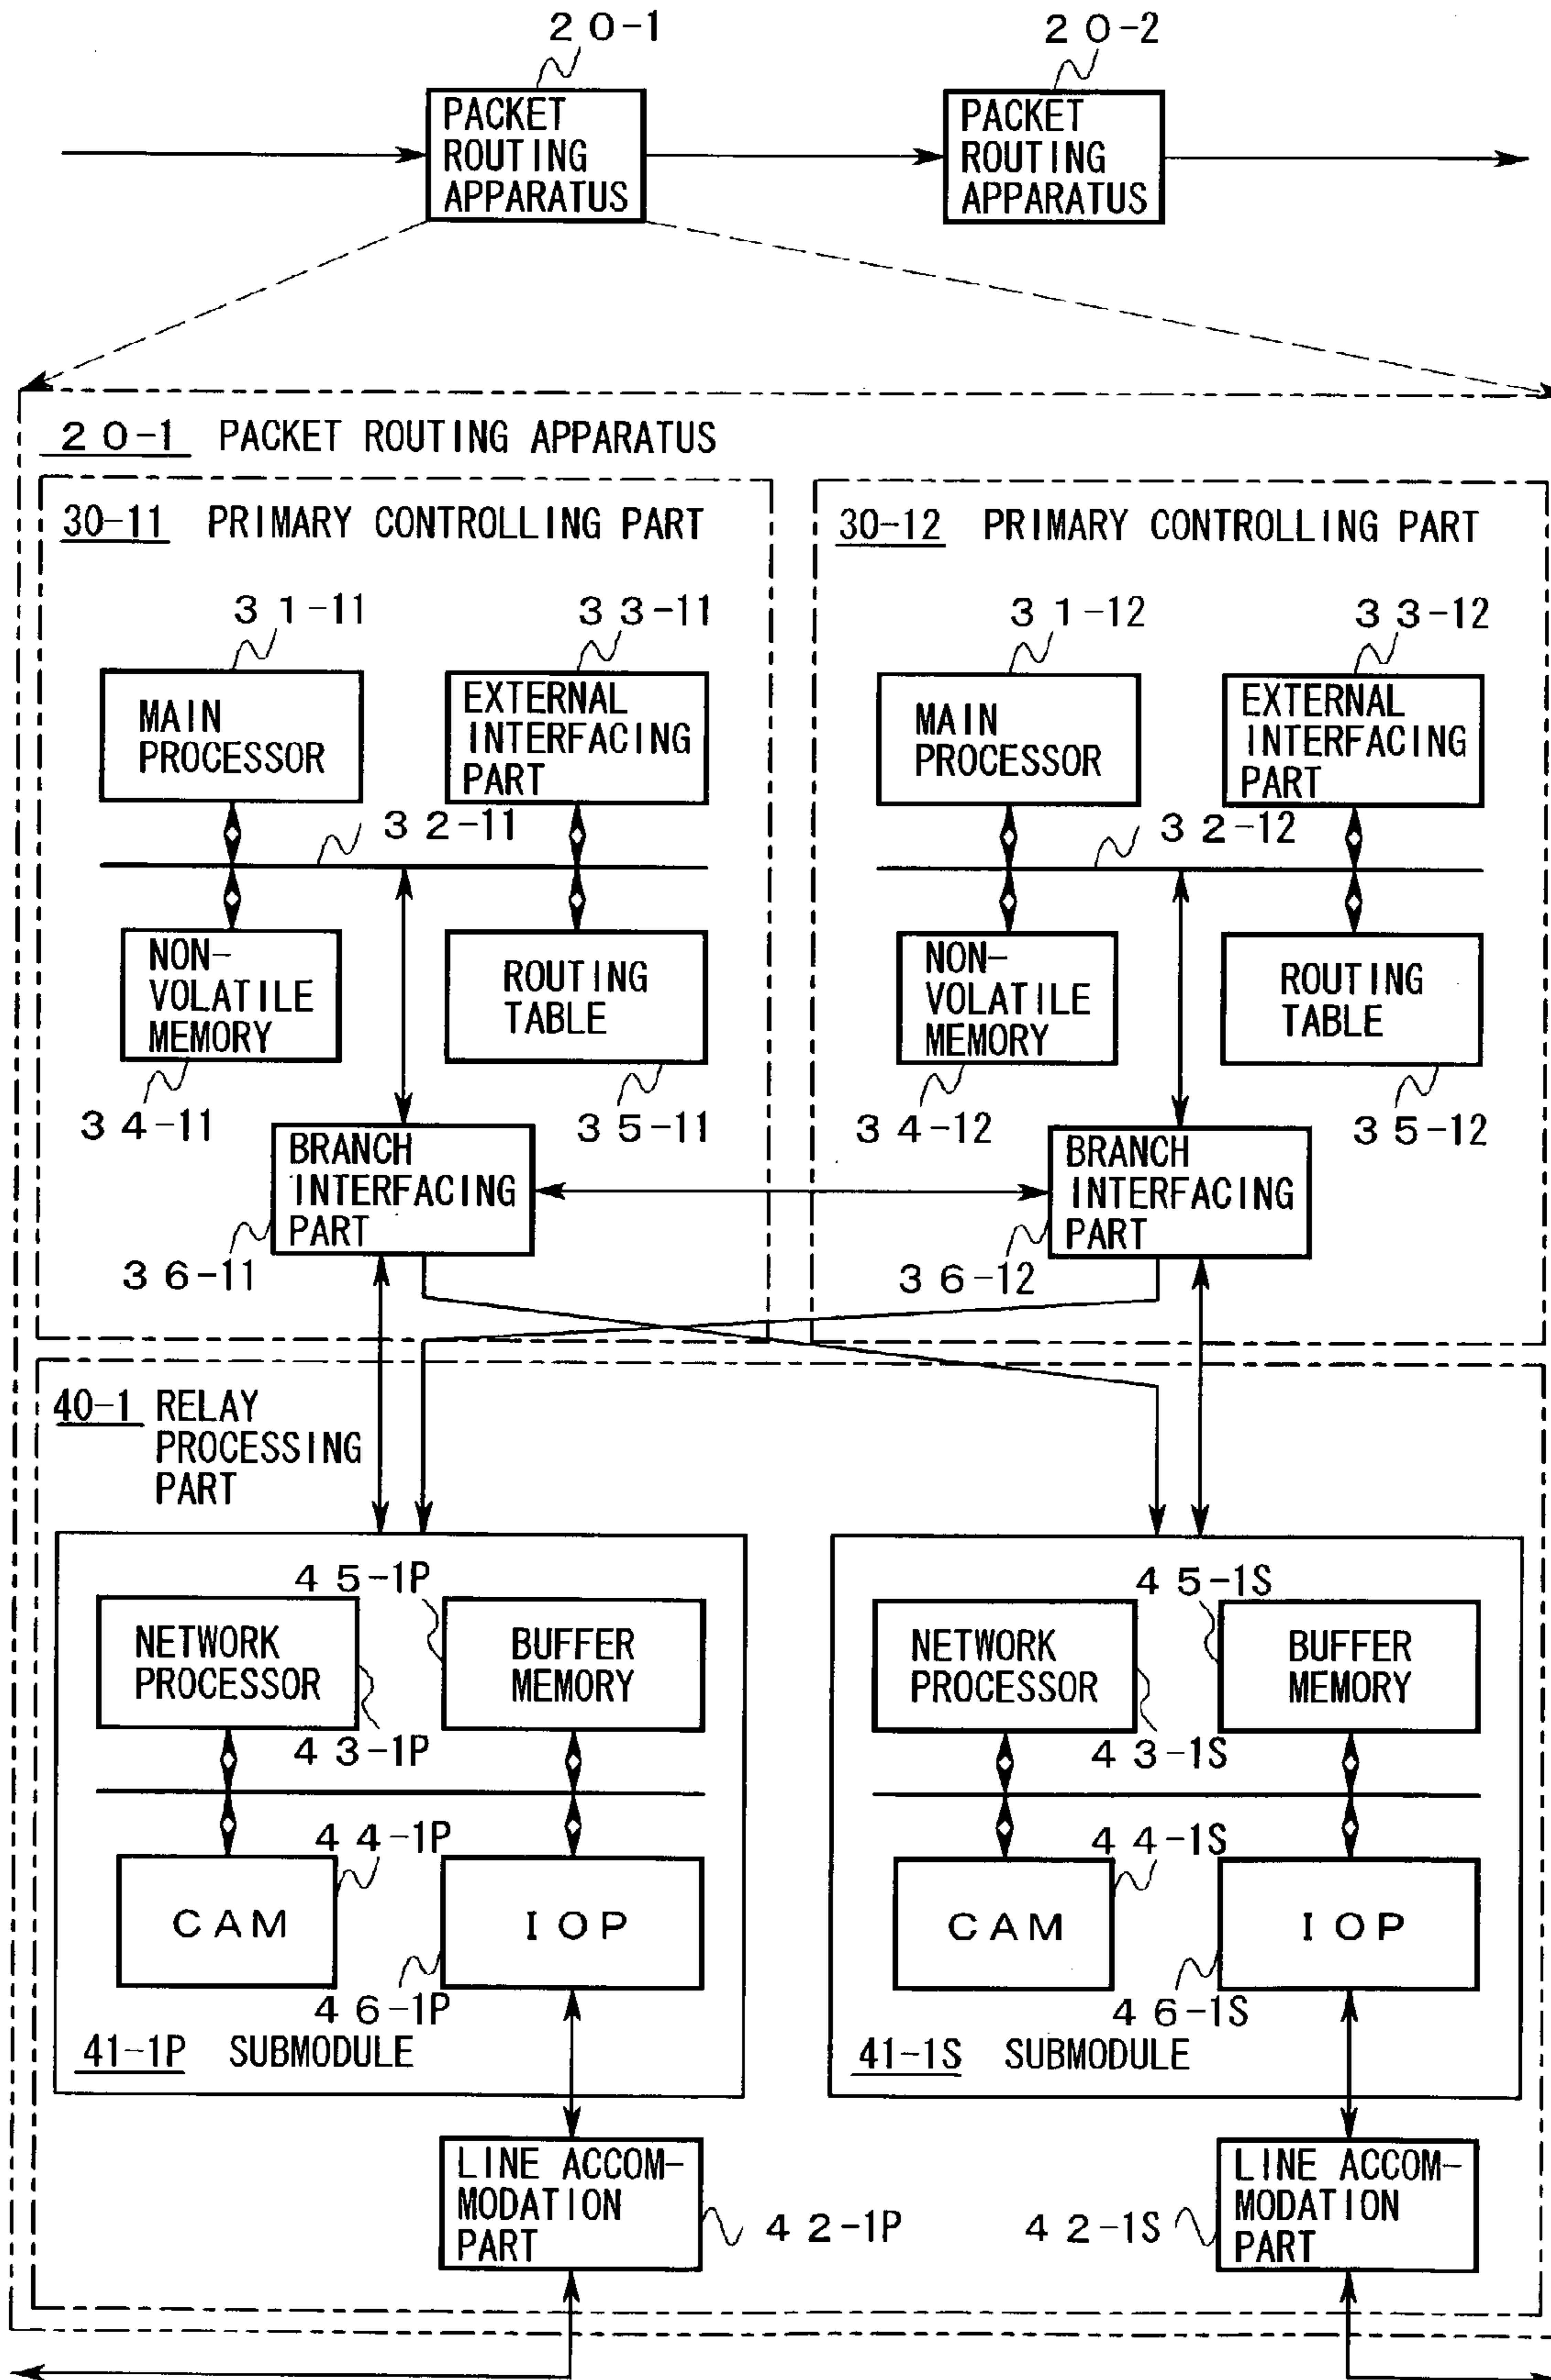 20-1
20-2
PACKET
ROUTING
APPARATUS
PACKET
ROUTING
APPARATUS
20-1 PACKET ROUTING APPARATUS
30-11 PRIMARY CONTROLLING PART
30-12 PRIMARY CONTROLLING PART
31-11
33-11
31-12
33-12
MAIN
PROCESSOR
EXTERNAL
INTERFACING
PART
MAIN
PROCESSOR
EXTERNAL
INTERFACING
PART
32-11
32-12
NON-
VOLATILE
MEMORY
ROUTING
TABLE
NON-
VOLATILE
MEMORY
ROUTING
TABLE
34-11
35-11
34-12
35-12
BRANCH
INTERFACING
PART
BRANCH
INTERFACING
PART
36-11
36-12
40-1 RELAY
PROCESSING
PART
45-1P
45-1S
NETWORK
PROCESSOR
BUFFER
MEMORY
NETWORK
PROCESSOR
BUFFER
MEMORY
43-1P
43-1S
44-1P
44-1S
CAM
IOP
CAM
IOP
46-1P
46-1S
41-1P SUBMODULE
41-1S SUBMODULE
LINE ACCOM-
MODATION
PART
42-1P
42-1S
LINE ACCOM-
MODATION
PART